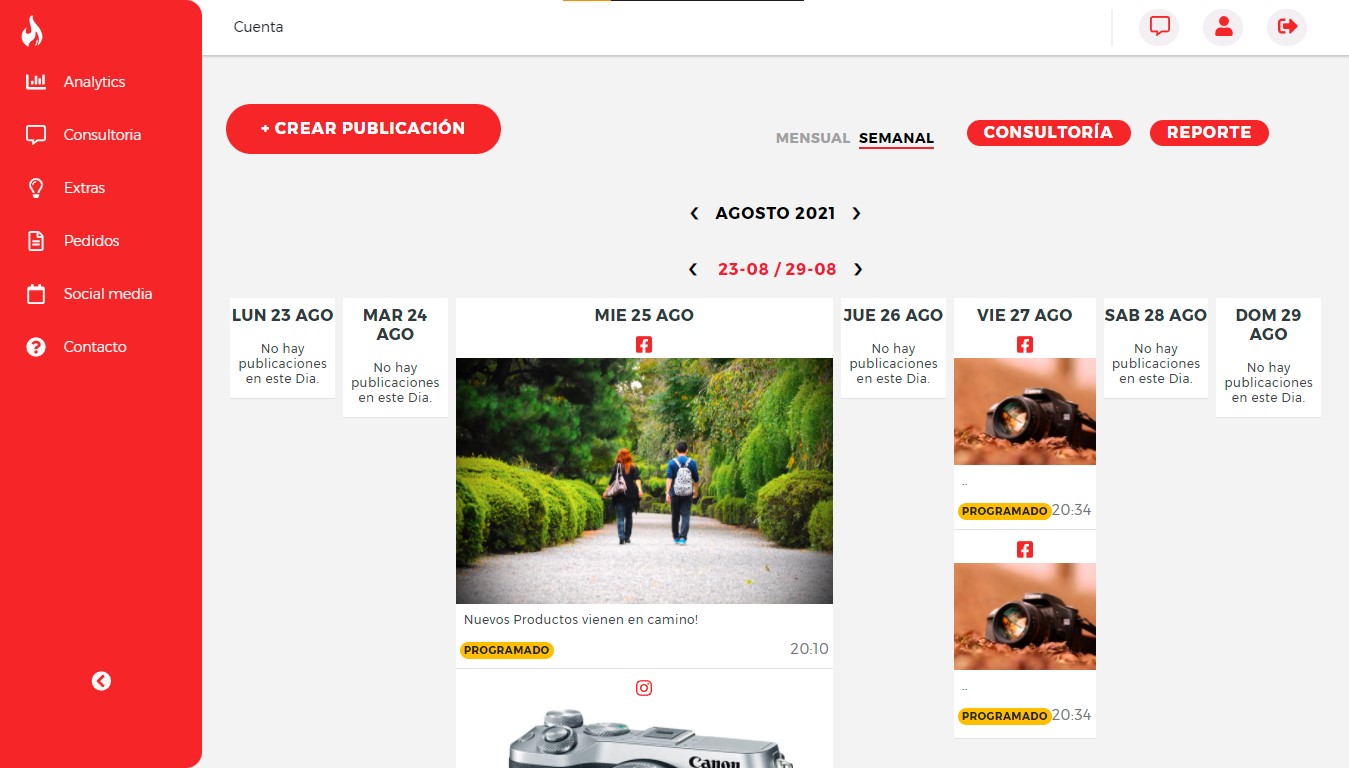 Cuenta
Analytics
Consultoria
Extras
Pedidos
Social media
Contacto
+ CREAR PUBLICACIÓN
MENSUAL SEMANAL
CONSULTORÍA
REPORTE
AGOSTO 2021
23-08 / 29-08
LUN 23 AGO
No hay
publicaciones
en este Dia.
MAR 24
AGO
No hay
publicaciones
en este Dia.
MIE 25 AGO
Nuevos Productos vienen en camino!
PROGRAMADO 20:10
Canon
JUE 26 AGO
No hay
publicaciones
en este Dia.
VIE 27 AGO
..
PROGRAMADO 20:34
..
PROGRAMADO 20:34
SAB 28 AGO
No hay
publicaciones
en este Dia.
DOM 29
AGO
No hay
publicaciones
en este Dia.